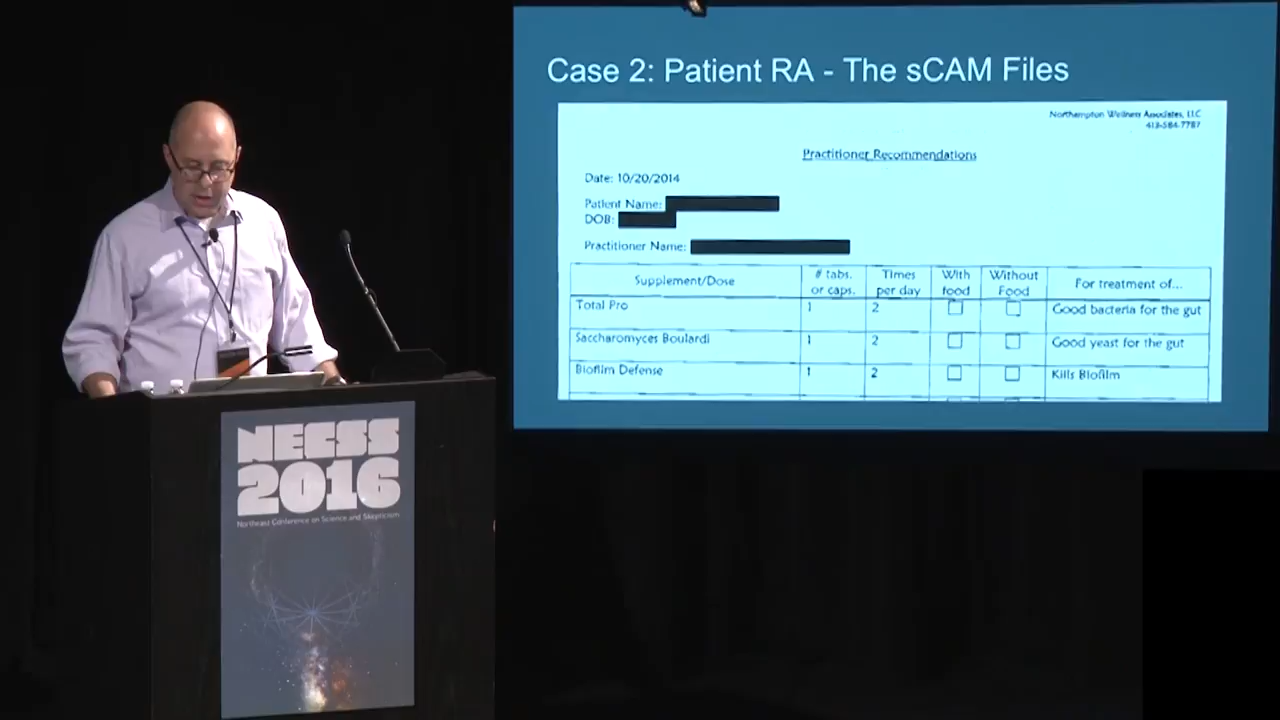 Case 2: Patient RA - The sCAM Files
Northampton Wellness Associates, LLC
413-584-7787
Practitioner Recommendations
Date: 10/20/2014
Patient Name:
DOB:
Practitioner Name:
Supplement/Dose # tabs. or caps. Times per day With food Without Food For treatment of...
Total Pro 1 2 Good bacteria for the gut
Saccharomyces Boulardi 1 2 Good yeast for the gut
Biofilm Defense 1 2 Kills Biofilm
NECSS
2016
Northeast Conference on Science and Skepticism